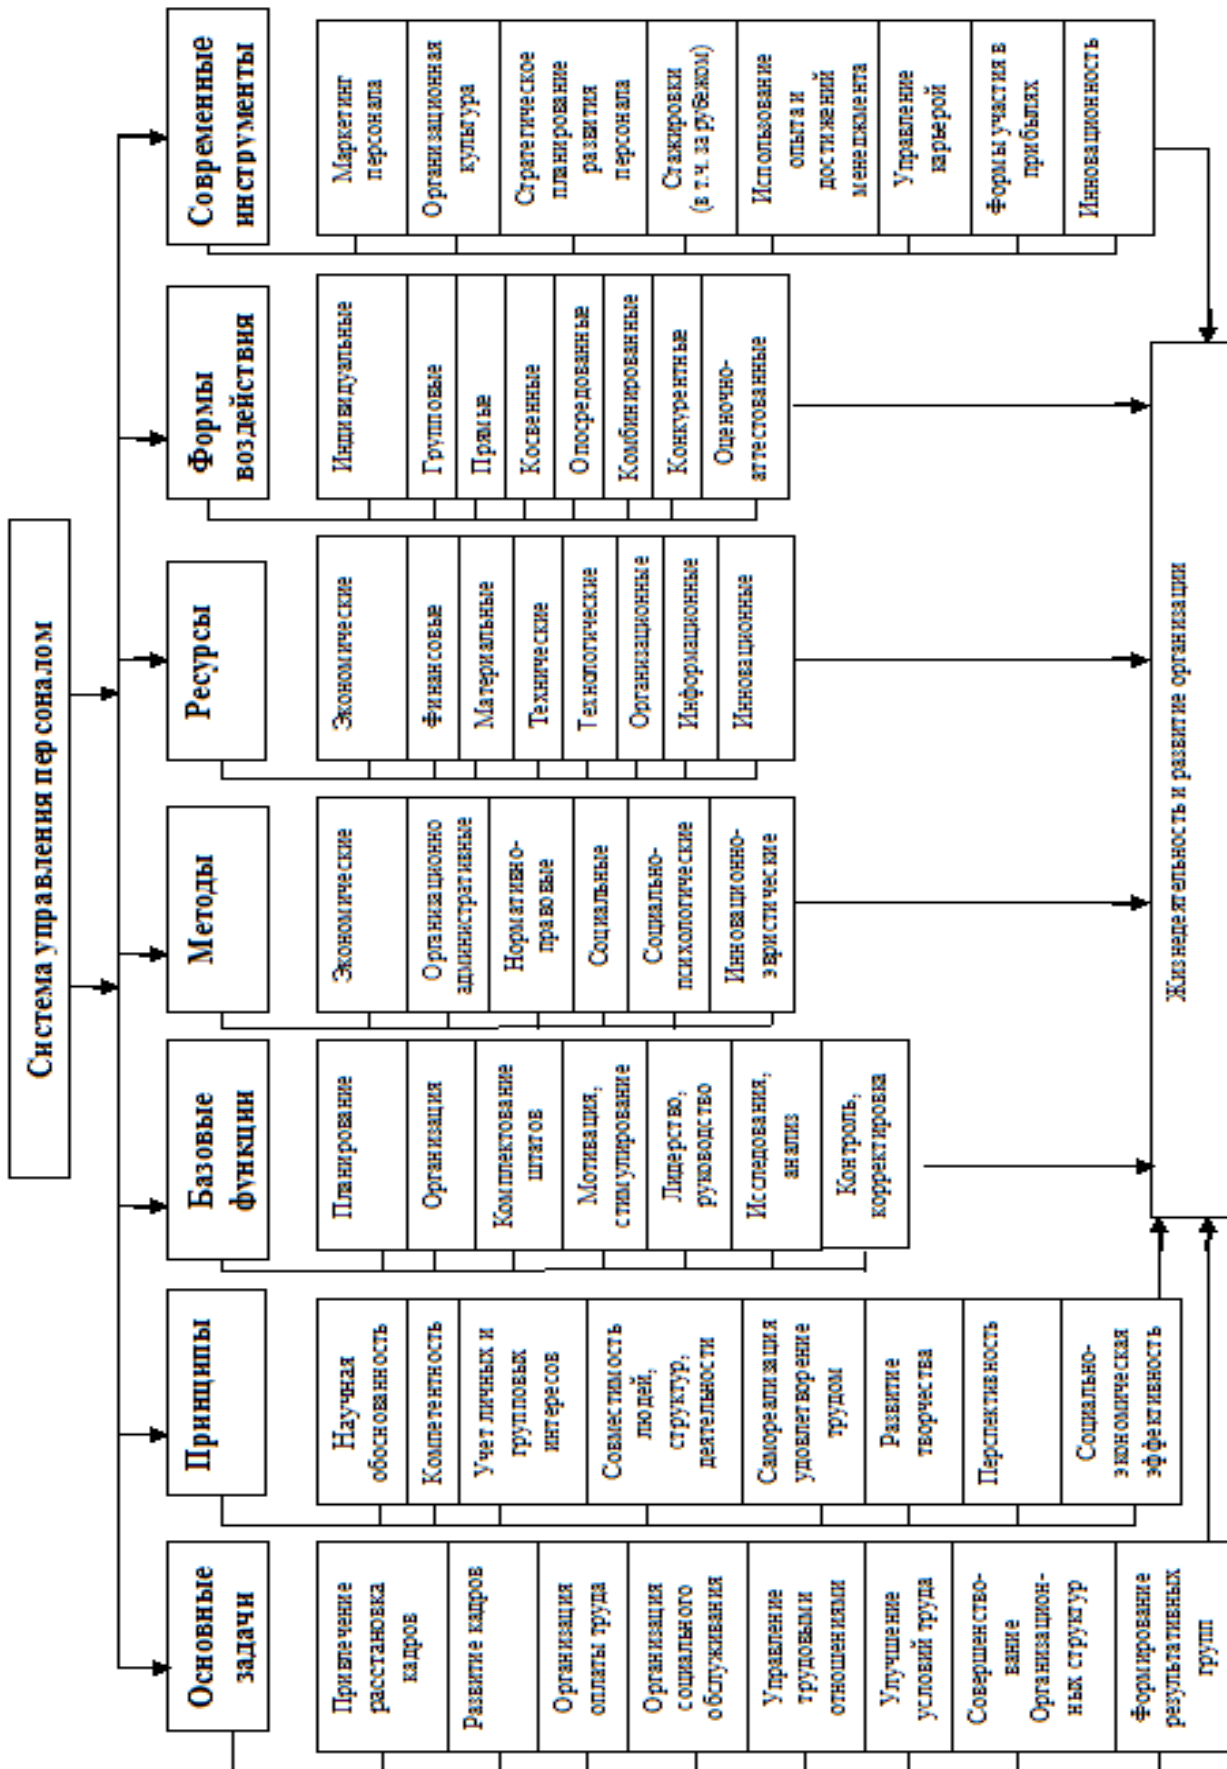 Система управления персоналом
Основные
задачи
Привлечение
расстановка
кадров
Развитие кадров
Организация
оплаты труда
Организация
социального
обслуживания
Управление
трудовыми
отношениями
Улучшение
условий труда
Совершенство-
вание
Организацион-
ных структур
Формирование
результативных
групп
Принципы
Научная
обоснованность
Компетентность
Учет личных и
групповых
интересов
Совместимость
людей,
структур,
деятельности
Самореализация
удовлетворение
трудом
Развитие
творчества
Перспективность
Социально-
экономическая
эффективность
Базовые
функции
Планирование
Организация
Комплектование
штатов
Мотивация,
стимулирование
Лидерство,
руководство
Исследования,
анализ
Контроль,
корректировка
Методы
Экономические
Организационно
административные
Нормативно-
правовые
Социальные
Социально-
психологические
Инновационно-
эвристические
Ресурсы
Экономические
Финансовые
Материальные
Технические
Технологические
Организационные
Информационные
Инновационные
Формы
воздействия
Индивидуальные
Групповые
Прямые
Косвенные
Опосредованные
Комбинированные
Конкурентные
Оценочно-
аттестованные
Современные
инструменты
Маркетинг
персонала
Организационная
культура
Стратегическое
планирование
развития
персонала
Стажировки
(в т.ч. за рубежом)
Использование
опыта и
достижений
менеджмента
Управление
карьерой
Формы участия в
прибылях
Инновационность
Жизнедеятельность и развитие организации